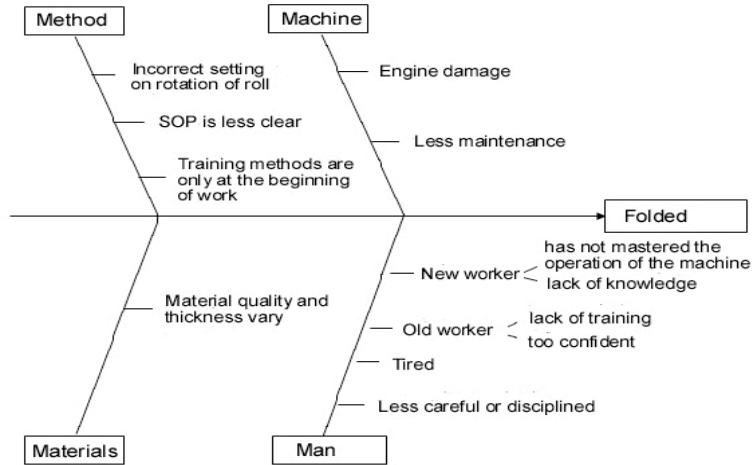 Method
Machine
Incorrect setting
on rotation of roll
Engine damage
SOP is less clear
Less maintenance
Training methods are
only at the beginning
of work
Folded
has not mastered the
operation of the machine
New worker
lack of knowledge
Material quality and
thickness vary
lack of training
Old worker
too confident
Tired
Less careful or disciplined
Materials
Man